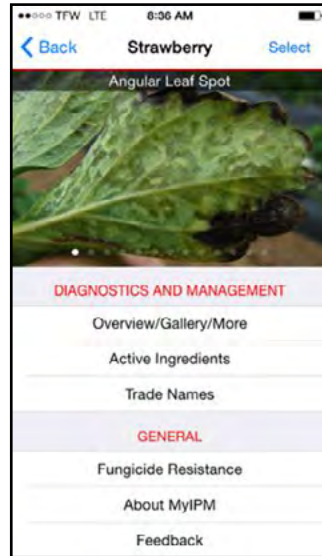 TFW LTE 8:36 AM
Back Strawberry Select
Angular Leaf Spot
DIAGNOSTICS AND MANAGEMENT
Overview/Gallery/More
Active Ingredients
Trade Names
GENERAL
Fungicide Resistance
About MyIPM
Feedback